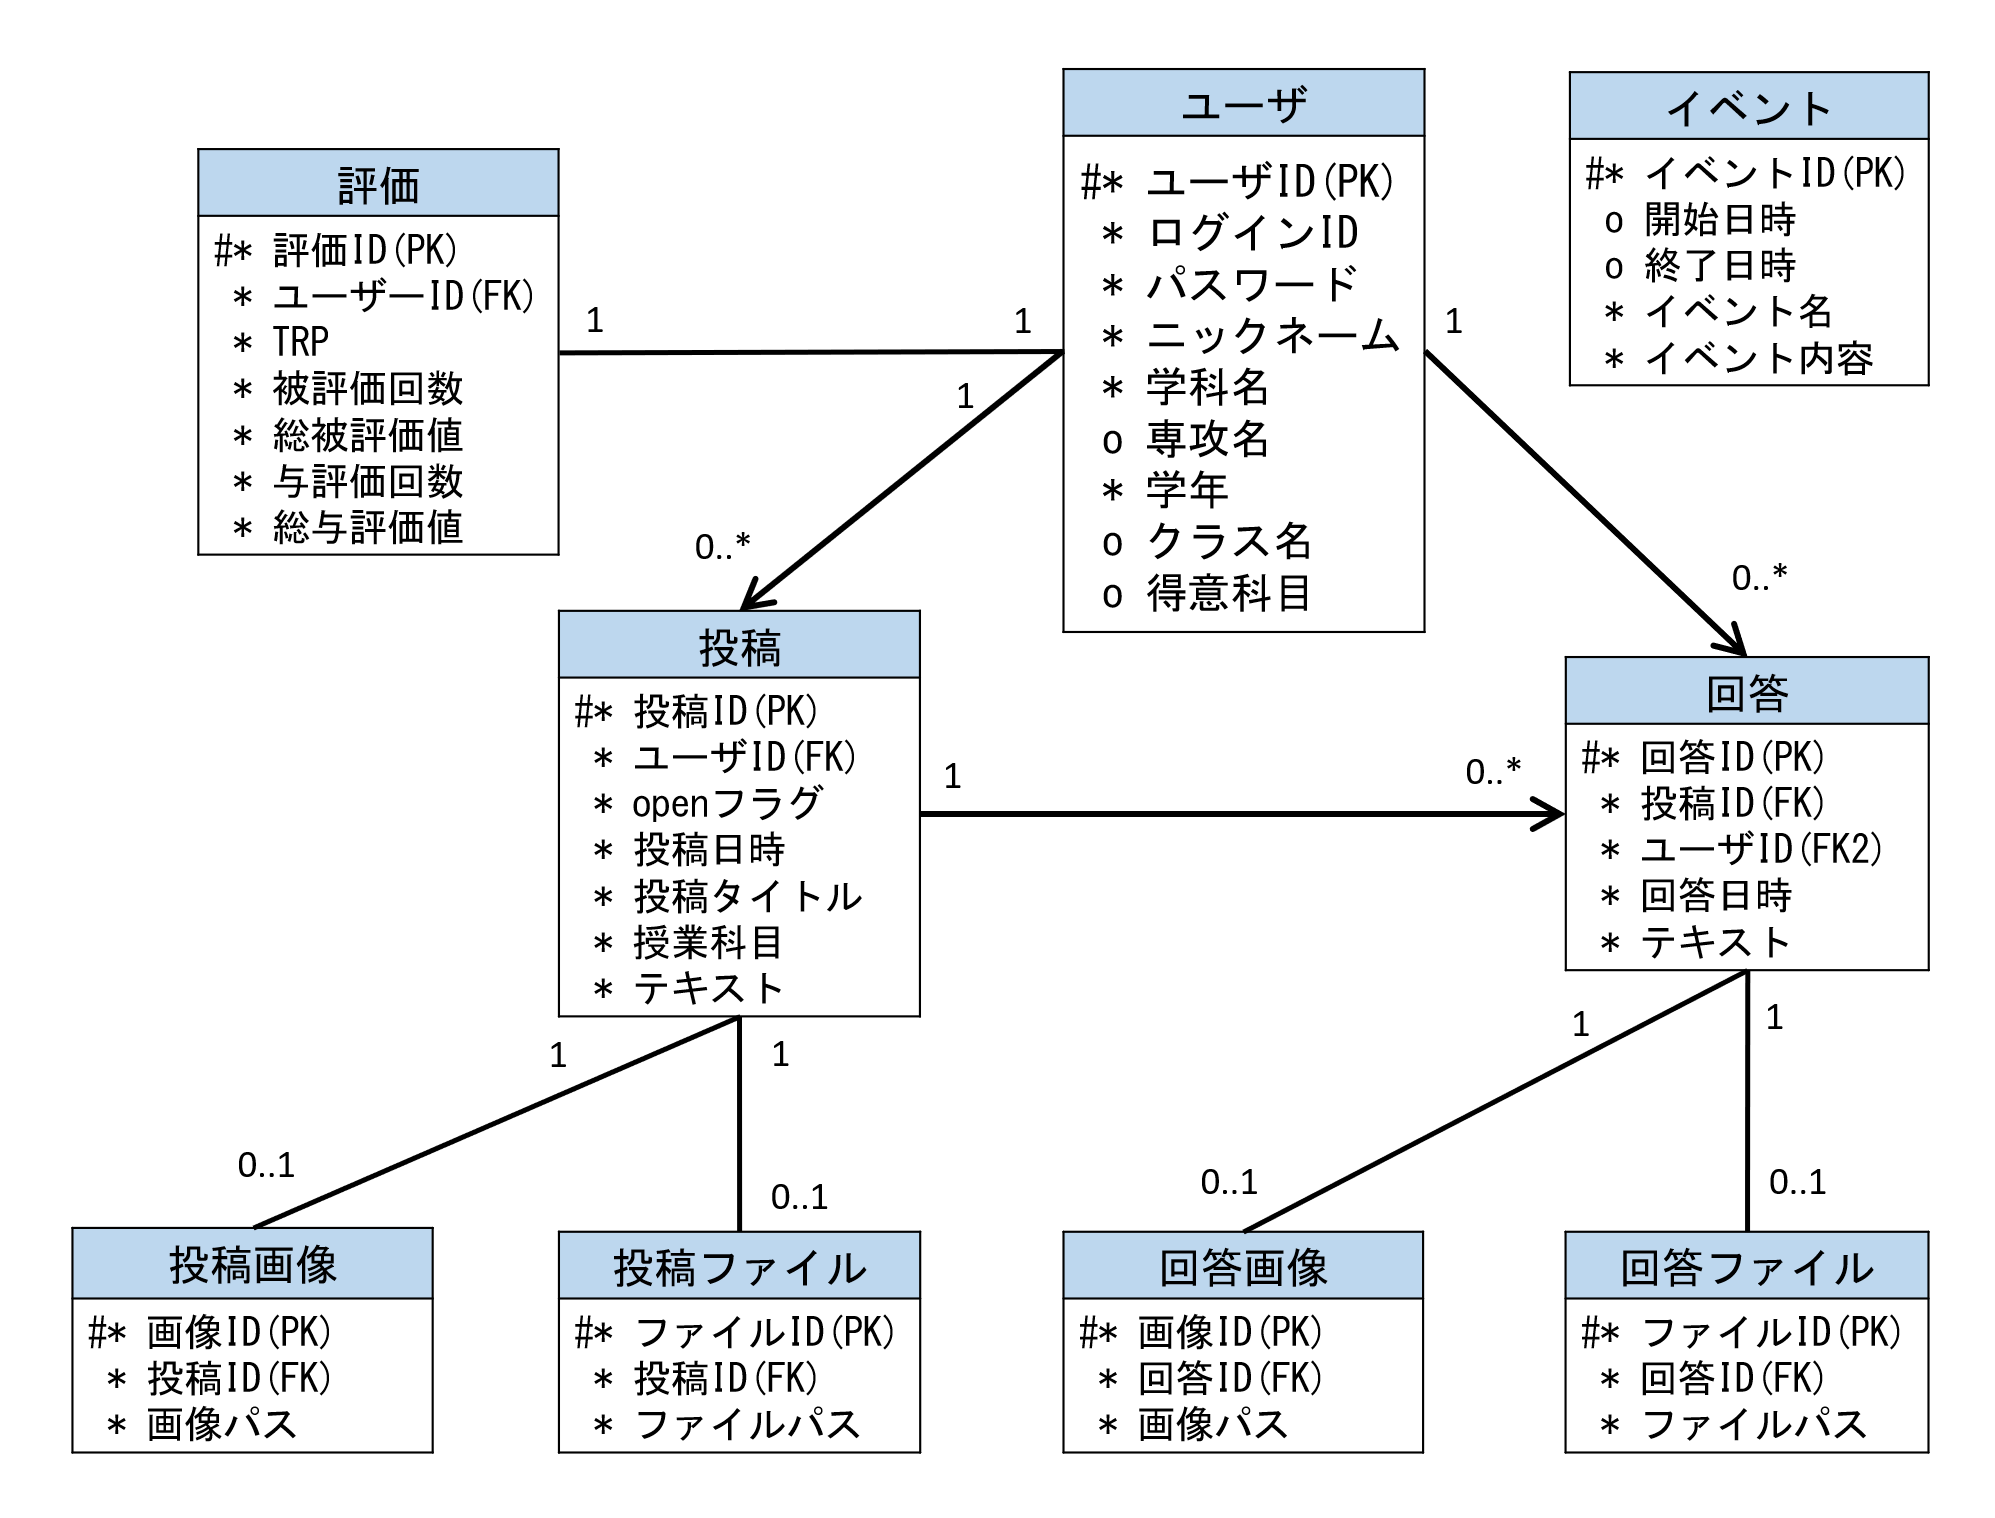 ユーザ
#* ユーザID(PK)
* ログインID
* パスワード
* ニックネーム
* 学科名
o 専攻名
* 学年
o クラス名
o 得意科目
イベント
#* イベントID(PK)
o 開始日時
o 終了日時
* イベント名
* イベント内容
評価
#* 評価ID(PK)
* ユーザーID(FK)
* TRP
* 被評価回数
* 総被評価値
* 与評価回数
* 総与評価値
1
1
1
1
0..*
0..*
投稿
#* 投稿ID(PK)
* ユーザID(FK)
* openフラグ
* 投稿日時
* 投稿タイトル
* 授業科目
* テキスト
1
0..*
回答
#* 回答ID(PK)
* 投稿ID(FK)
* ユーザID(FK2)
* 回答日時
* テキスト
1
1
1
1
0..1
0..1
0..1
0..1
投稿画像
#* 画像ID(PK)
* 投稿ID(FK)
* 画像パス
投稿ファイル
#* ファイルID(PK)
* 投稿ID(FK)
* ファイルパス
回答画像
#* 画像ID(PK)
* 回答ID(FK)
* 画像パス
回答ファイル
#* ファイルID(PK)
* 回答ID(FK)
* ファイルパス